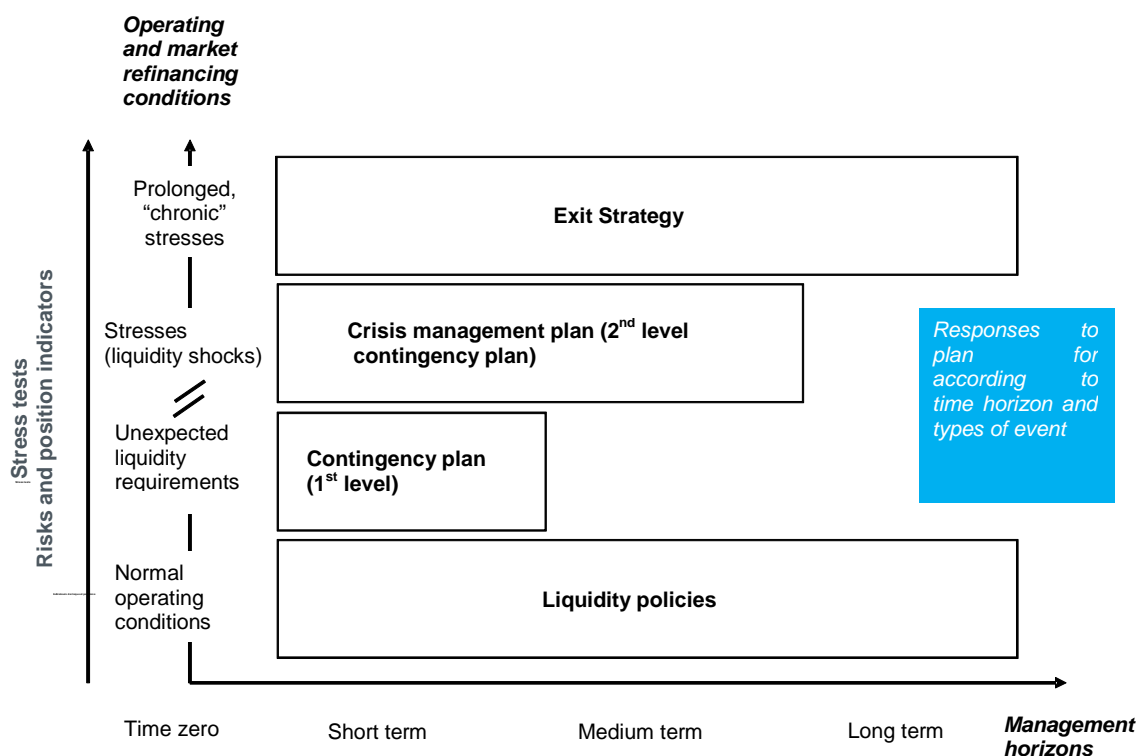 Operating
and market
refinancing
conditions
Prolonged,
“chronic”
stresses
Exit Strategy
Stresses
(liquidity shocks)
Crisis management plan (2nd level
contingency plan)
Responses to
plan for
according to
time horizon and
types of event
Unexpected
liquidity
requirements
Contingency plan
(1st level)
Normal
operating
conditions
Liquidity policies
Stress tests
Risks and position indicators
Time zero
Short term
Medium term
Long term
Management
horizons